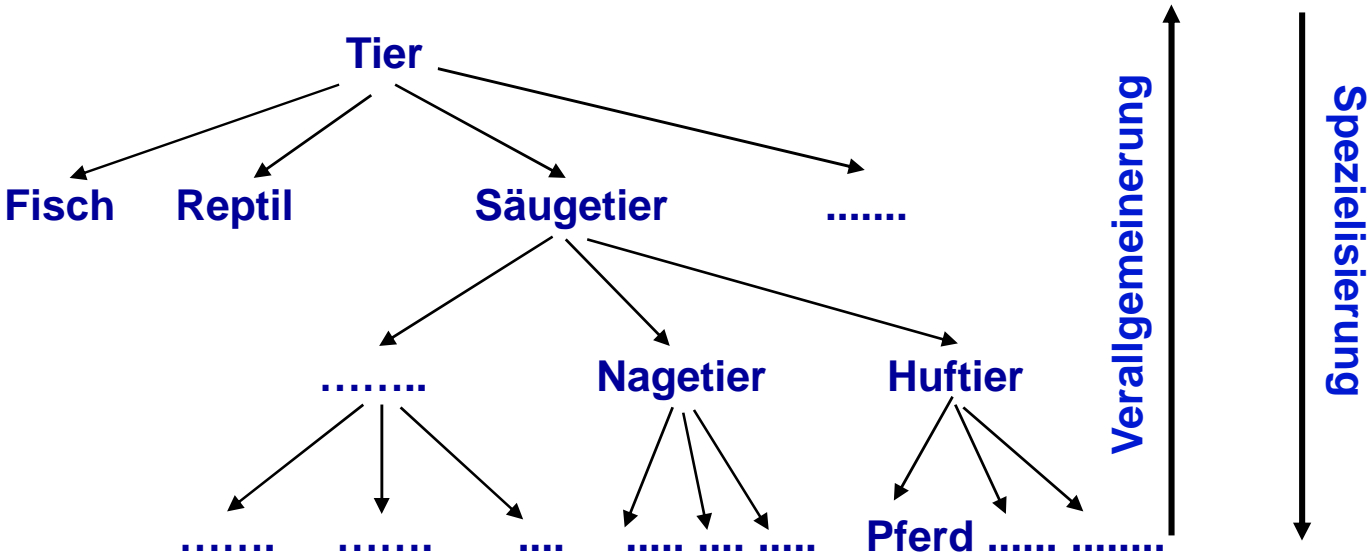 Tier
Fisch Reptil Säugetier .......
........ Nagetier Huftier
....... ....... .... ..... .... ..... Pferd ...... ........
Verallgemeinerung
Spezielisierung